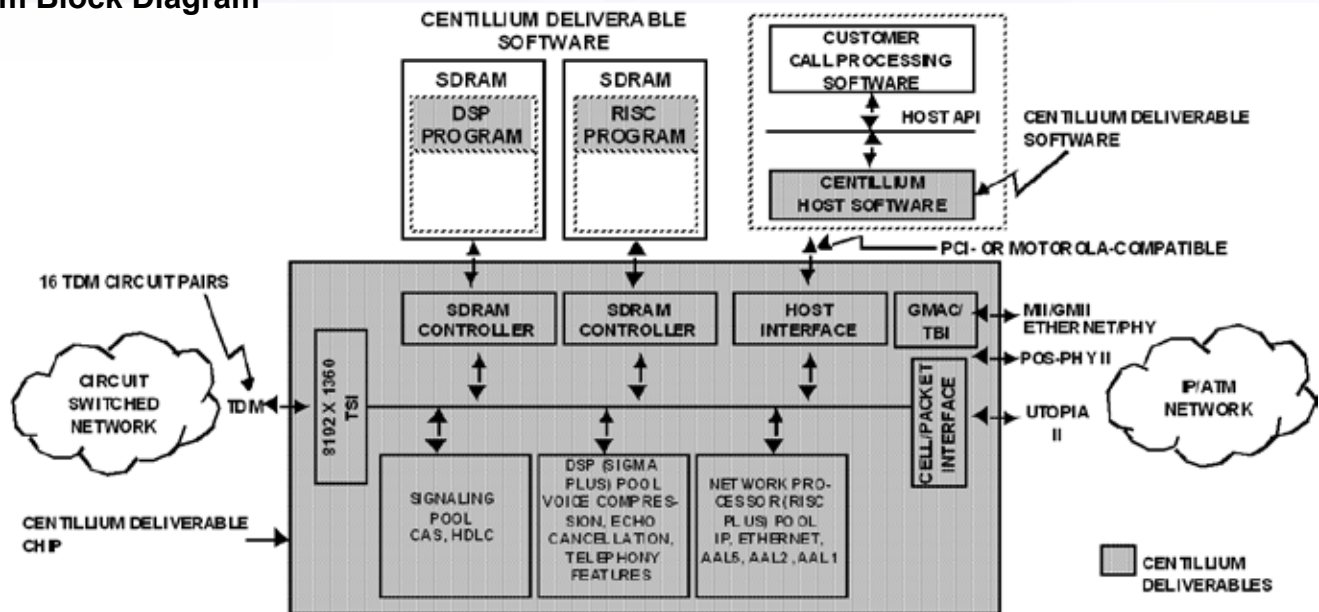 m Block Diagram
CENTILLIUM DELIVERABLE
SOFTWARE
SDRAM
DSP
PROGRAM
SDRAM
RISC
PROGRAM
CUSTOMER
CALL PROCESSING
SOFTWARE
HOST API
CENTILLIUM DELIVERABLE
SOFTWARE
CENTILLIUM
HOST SOFTWARE
PCI- OR MOTOROLA-COMPATIBLE
16 TDM CIRCUIT PAIRS
SDRAM
CONTROLLER
SDRAM
CONTROLLER
HOST
INTERFACE
GMAC/
TBI
MII/GMII
ETHERNET/PHY
POS-PHY II
CIRCUIT
SWITCHED
NETWORK
TDM
8192 X 1360
TSI
CELL/PACKET
INTERFACE
UTOPIA
II
IP/ATM
NETWORK
SIGNALING
POOL
CAS, HDLC
DSP (SIGMA
PLUS) POOL
VOICE COMPRES-
SION, ECHO
CANCELLATION,
TELEPHONY
FEATURES
NETWORK PRO-
CESSOR (RISC
PLUS) POOL
IP, ETHERNET,
AAL5, AAL2, AAL1
CENTILLIUM DELIVERABLE
CHIP
CENTILLIUM
DELIVERABLES